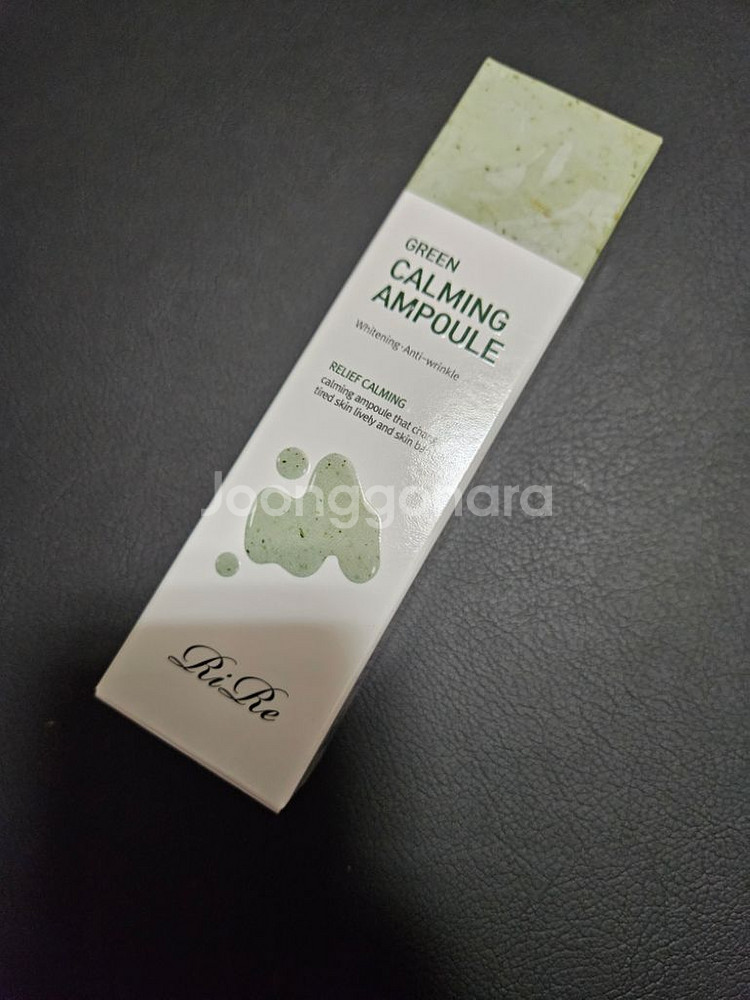 GREEN
CALMING
AMPOULE
Whitening·Anti-wrinkle
RELIEF CALMING
calming ampoule that
tired skin lively and skin
Joonggonara
RiRe